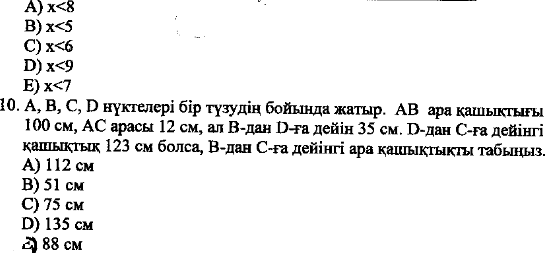 A) x<8
B) x<5
C) x<6
D) x<9
E) x<7
10. A, B, C, D нүктелері бір түзудің бойында жатыр. AB ара қашықтығы
100 см, AC арасы 12 см, ал B-дан D-ға дейін 35 см. D-дан C-ға дейінгі
қашықтық 123 см болса, B-дан C-ға дейінгі ара қашықтықты табыңыз.
A) 112 см
B) 51 см
C) 75 см
D) 135 см
E) 88 см